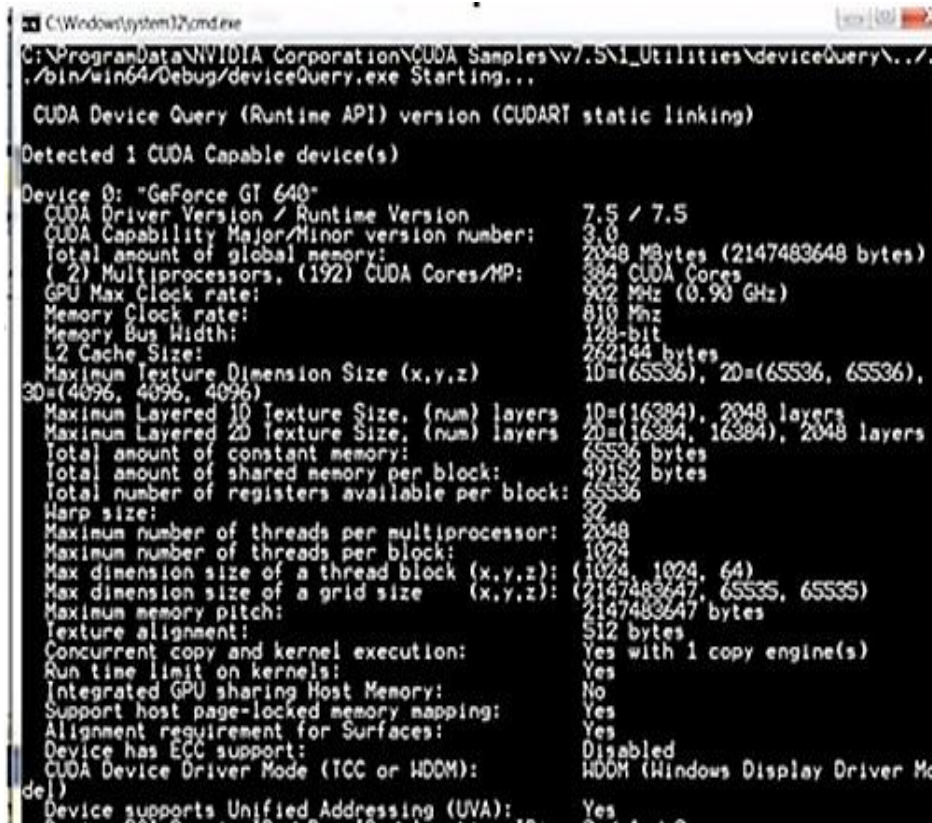 C:\Windows\system32\cmd.exe
C:\ProgramData\NVIDIA Corporation\CUDA Samples\v7.5\1_Utilities\deviceQuery\../.
./bin/win64/Debug/deviceQuery.exe Starting...
CUDA Device Query (Runtime API) version (CUDART static linking)
Detected 1 CUDA Capable device(s)
Device 0: "GeForce GT 640"
CUDA Driver Version / Runtime Version 7.5 / 7.5
CUDA Capability Major/Minor version number: 3.0
Total amount of global memory: 2048 MBytes (2147483648 bytes)
( 2) Multiprocessors, (192) CUDA Cores/MP: 384 CUDA Cores
GPU Max Clock rate: 902 MHz (0.90 GHz)
Memory Clock rate: 810 Mhz
Memory Bus Width: 128-bit
L2 Cache Size: 262144 bytes
Maximum Texture Dimension Size (x,y,z) 1D=(65536), 2D=(65536, 65536),
3D=(4096, 4096, 4096)
Maximum Layered 1D Texture Size, (num) layers 1D=(16384), 2048 layers
Maximum Layered 2D Texture Size, (num) layers 2D=(16384, 16384), 2048 layers
Total amount of constant memory: 65536 bytes
Total amount of shared memory per block: 49152 bytes
Total number of registers available per block: 65536
Warp size: 32
Maximum number of threads per multiprocessor: 2048
Maximum number of threads per block: 1024
Max dimension size of a thread block (x,y,z): (1024, 1024, 64)
Max dimension size of a grid size (x,y,z): (2147483647, 65535, 65535)
Maximum memory pitch: 2147483647 bytes
Texture alignment: 512 bytes
Concurrent copy and kernel execution: Yes with 1 copy engine(s)
Run time limit on kernels: Yes
Integrated GPU sharing Host Memory: No
Support host page-locked memory mapping: Yes
Alignment requirement for Surfaces: Yes
Device has ECC support: Disabled
CUDA Device Driver Mode (TCC or WDDM): WDDM (Windows Display Driver Mo
del)
Device supports Unified Addressing (UVA): Yes